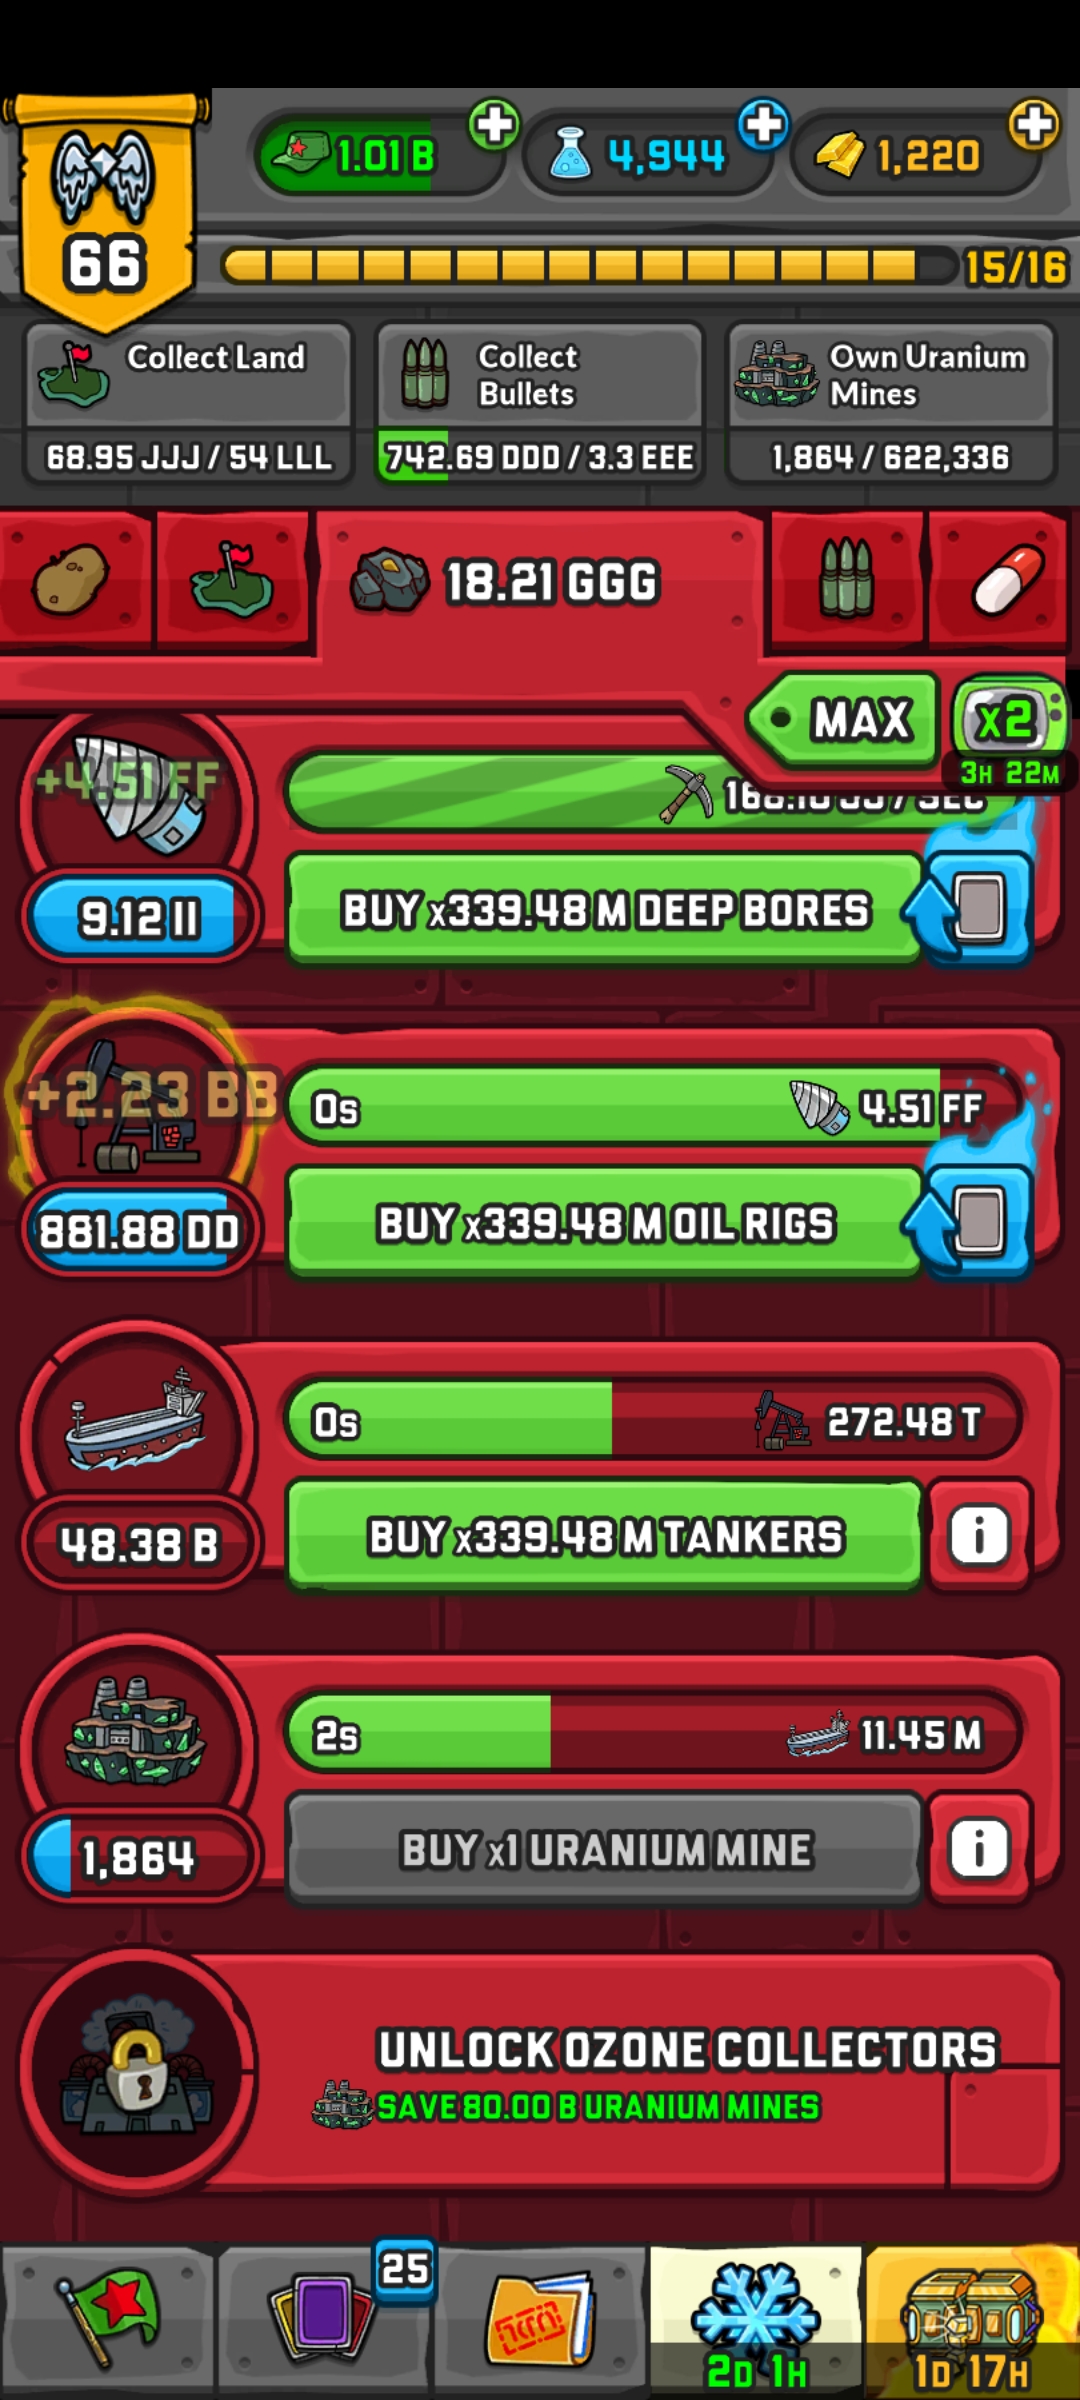 1.01 B
4,944
1,220
66
15/16
Collect Land
68.95 JJJ / 54 LLL
Collect
Bullets
742.69 DDD / 3.3 EEE
Own Uranium
Mines
1,864 / 622,336
18.21 GGG
MAX
x2
3H 22M
+4.51 FF
/ SEC
9.12 II
BUY x339.48 M DEEP BORES
+2.23 BB
0s
4.51 FF
881.88 DD
BUY x339.48 M OIL RIGS
0s
272.48 T
48.38 B
BUY x339.48 M TANKERS
2s
11.45 M
1,864
BUY x1 URANIUM MINE
UNLOCK OZONE COLLECTORS
SAVE 80.00 B URANIUM MINES
25
2D 1H
1D 17H